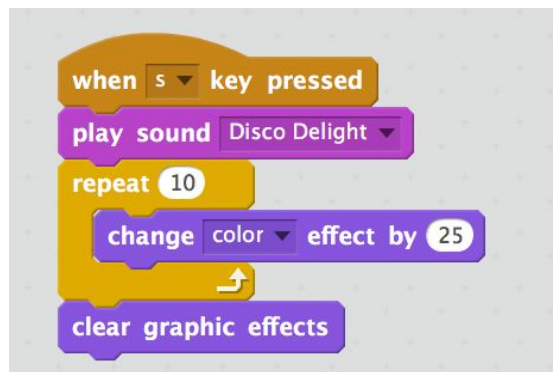 when s key pressed
play sound Disco Delight
repeat 10
change color effect by 25
clear graphic effects